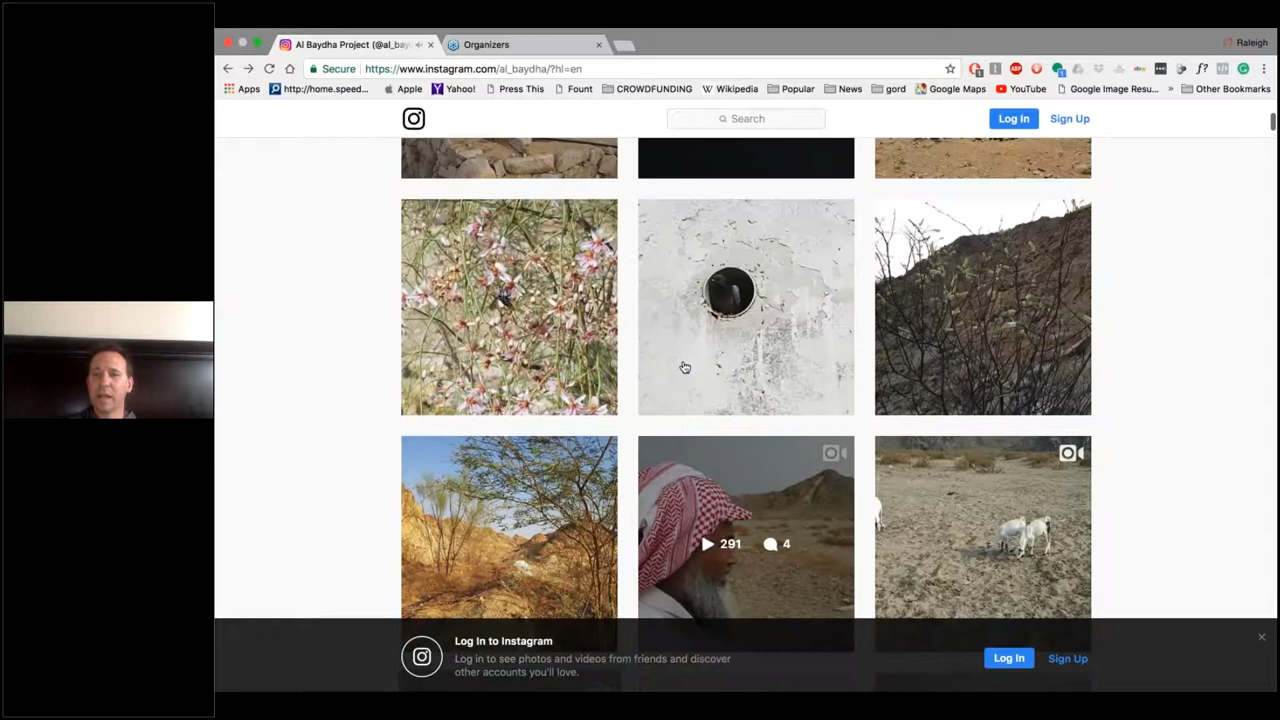 Al Baydha Project (@al_bay
Organizers
Raleigh
Secure
https://www.instagram.com/al_baydha/?hl=en
Apps
http://home.speed...
Apple
Yahoo!
Press This
Fount
CROWDFUNDING
Wikipedia
Popular
News
gord
Google Maps
YouTube
Google Image Resu...
»
Other Bookmarks
Search
Log In
Sign Up
291
4
Log In to Instagram
Log in to see photos and videos from friends and discover
other accounts you'll love.
Log In
Sign Up